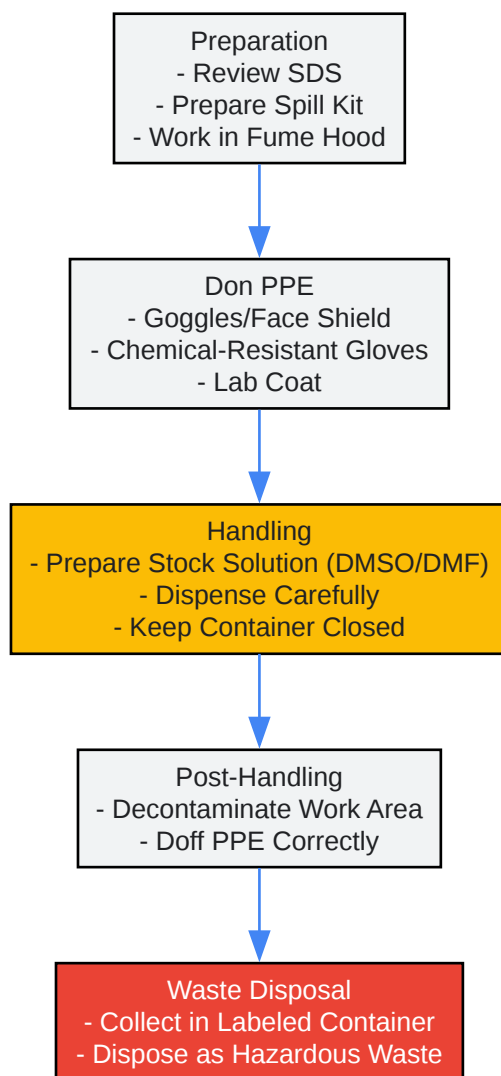 Preparation
- Review SDS
- Prepare Spill Kit
- Work in Fume Hood
Don PPE
- Goggles/Face Shield
- Chemical-Resistant Gloves
- Lab Coat
Handling
- Prepare Stock Solution (DMSO/DMF)
- Dispense Carefully
- Keep Container Closed
Post-Handling
- Decontaminate Work Area
- Doff PPE Correctly
Waste Disposal
- Collect in Labeled Container
- Dispose as Hazardous Waste